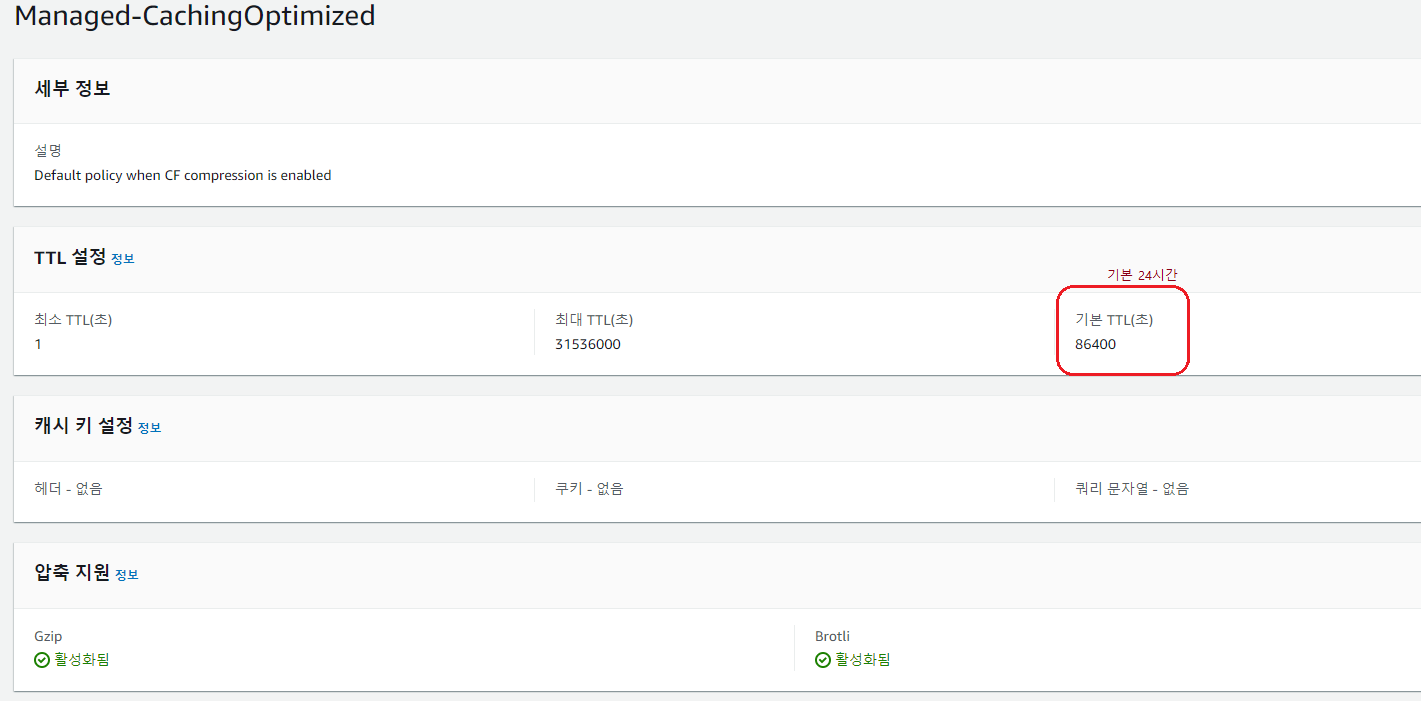 Managed-CachingOptimized
세부 정보
설명
Default policy when CF compression is enabled
TTL 설정 정보
기본 24시간
최소 TTL(초) 최대 TTL(초) 기본 TTL(초)
1 31536000 86400
캐시 키 설정 정보
헤더 - 없음 쿠키 - 없음 쿼리 문자열 - 없음
압축 지원 정보
Gzip Brotli
활성화됨 활성화됨